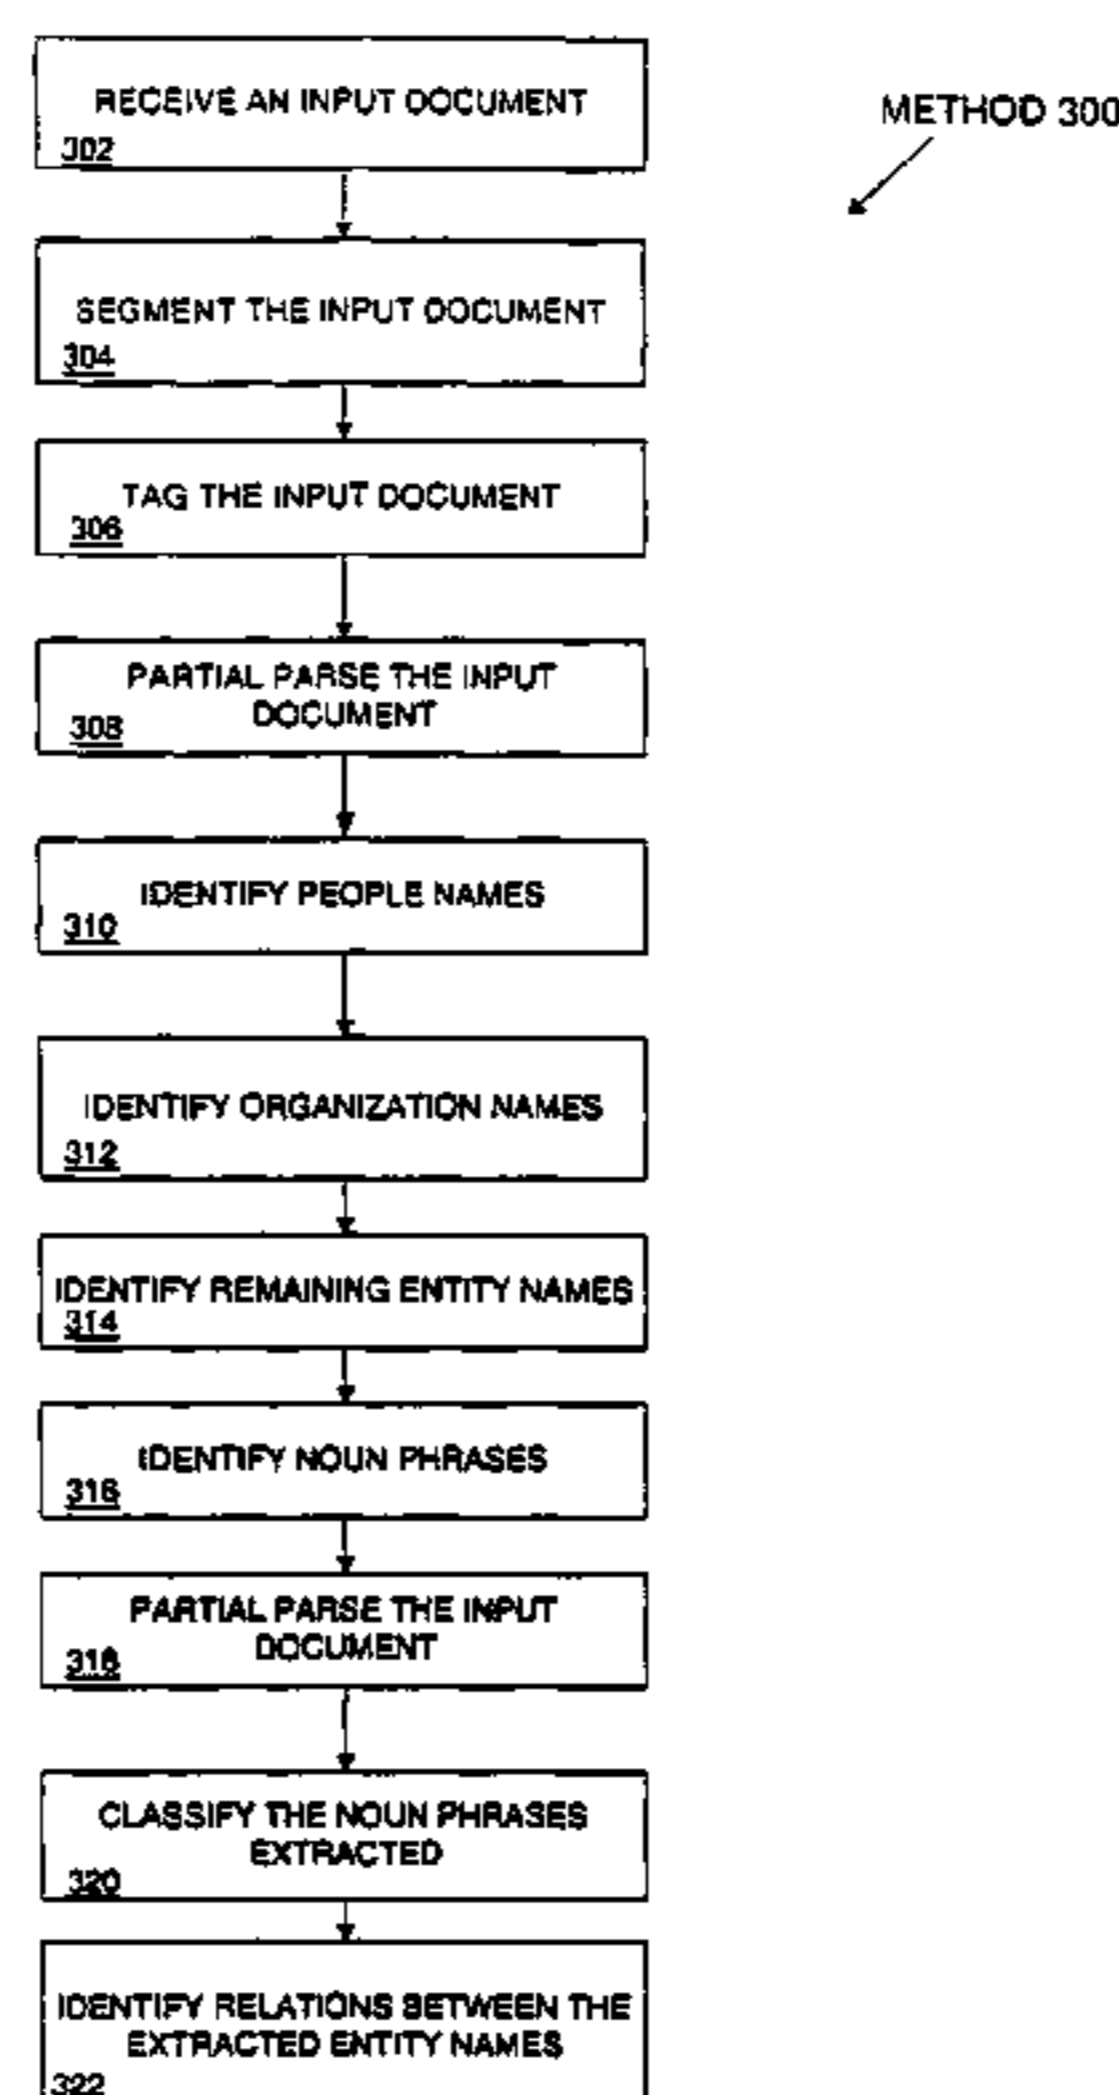 RECEIVE AN INPUT DOCUMENT
302
METHOD 300
SEGMENT THE INPUT DOCUMENT
304
TAG THE INPUT DOCUMENT
306
PARTIAL PARSE THE INPUT
DOCUMENT
308
IDENTIFY PEOPLE NAMES
310
IDENTIFY ORGANIZATION NAMES
312
IDENTIFY REMAINING ENTITY NAMES
314
IDENTIFY NOUN PHRASES
316
PARTIAL PARSE THE INPUT
DOCUMENT
318
CLASSIFY THE NOUN PHRASES
EXTRACTED
320
IDENTIFY RELATIONS BETWEEN THE
EXTRACTED ENTITY NAMES
322